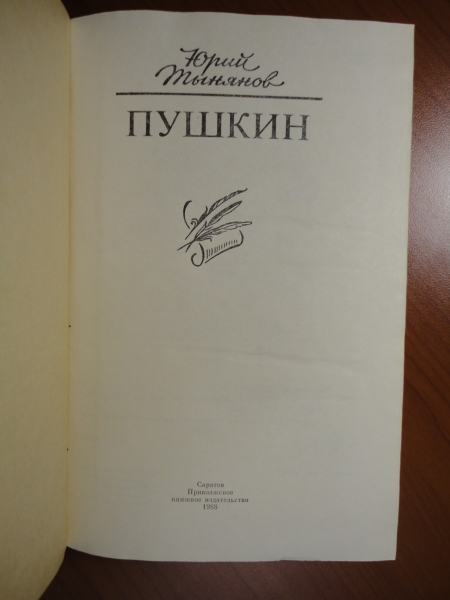 Юрий
Тынянов
ПУШКИН
Саратов
Приволжское
книжное издательство
1988